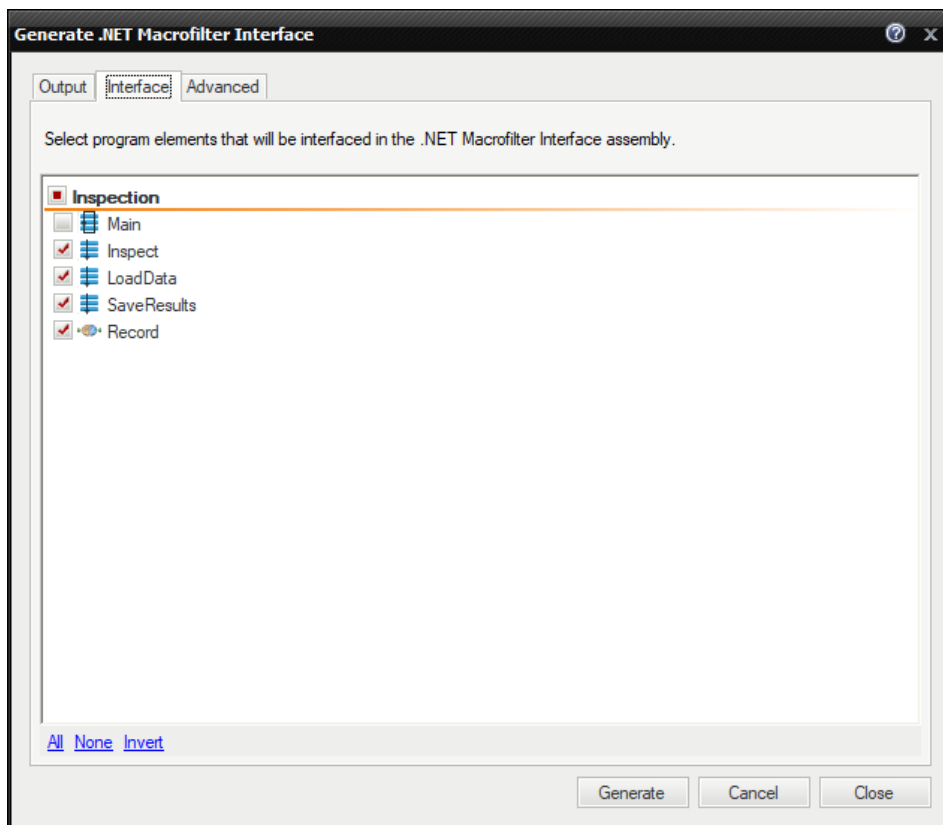 Generate .NET Macrofilter Interface
Output Interface Advanced
Select program elements that will be interfaced in the .NET Macrofilter Interface assembly.
Inspection
Main
Inspect
LoadData
SaveResults
Record
All None Invert
Generate Cancel Close